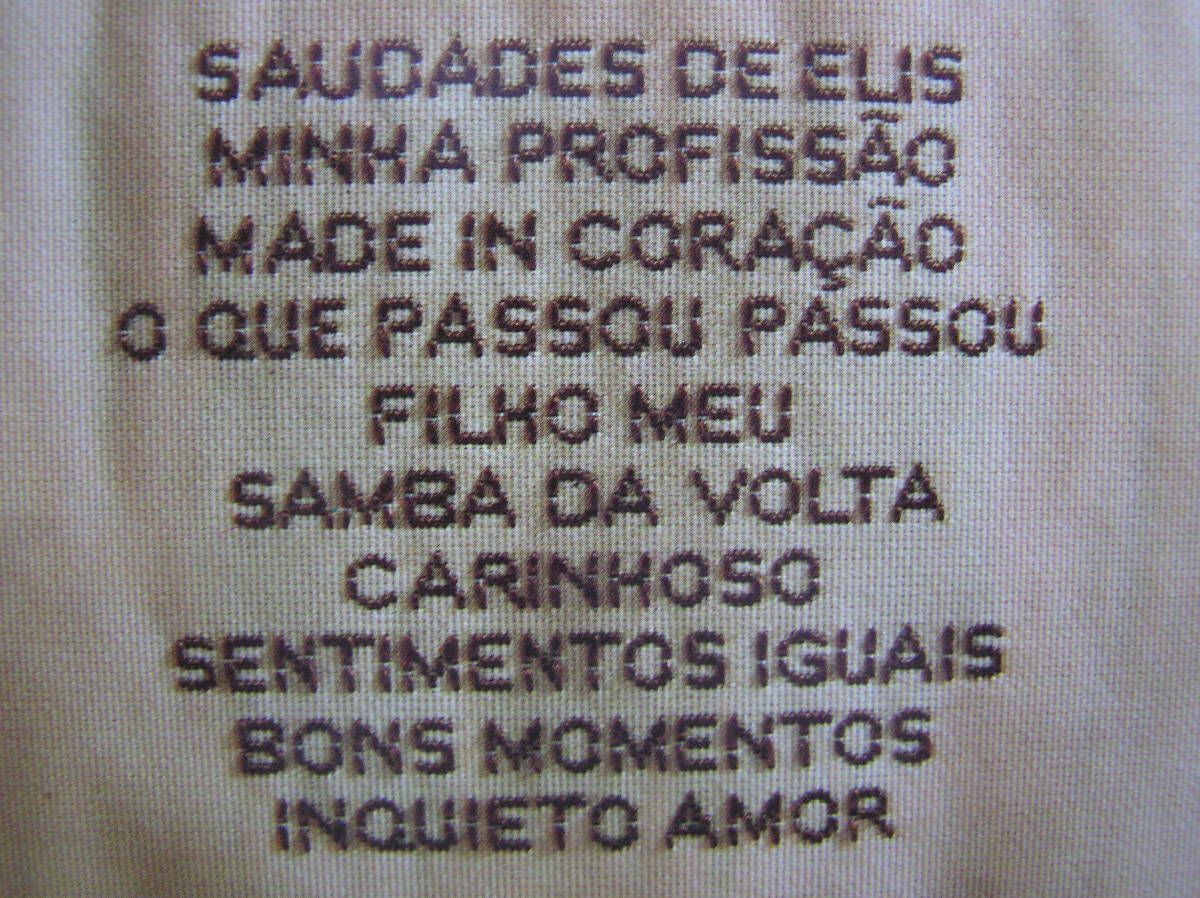 SAUDADES DE ELIS
MINHA PROFISSÃO
MADE IN CORAÇÃO
O QUE PASSOU PASSOU
FILHO MEU
SAMBA DA VOLTA
CARINHOSO
SENTIMENTOS IGUAIS
BONS MOMENTOS
INQUIETO AMOR